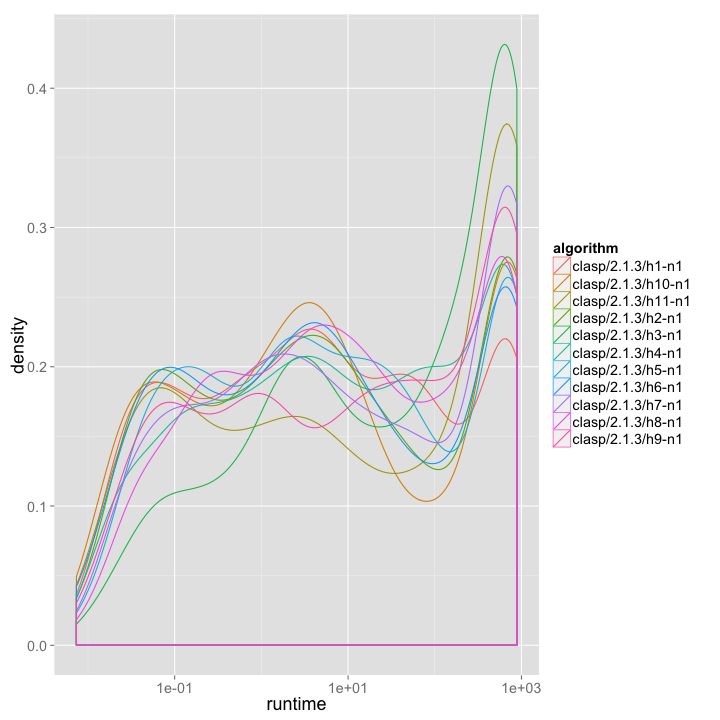 density
0.4
0.3
0.2
0.1
0.0
1e-01
1e+01
1e+03
runtime
algorithm
clasp/2.1.3/h1-n1
clasp/2.1.3/h10-n1
clasp/2.1.3/h11-n1
clasp/2.1.3/h2-n1
clasp/2.1.3/h3-n1
clasp/2.1.3/h4-n1
clasp/2.1.3/h5-n1
clasp/2.1.3/h6-n1
clasp/2.1.3/h7-n1
clasp/2.1.3/h8-n1
clasp/2.1.3/h9-n1